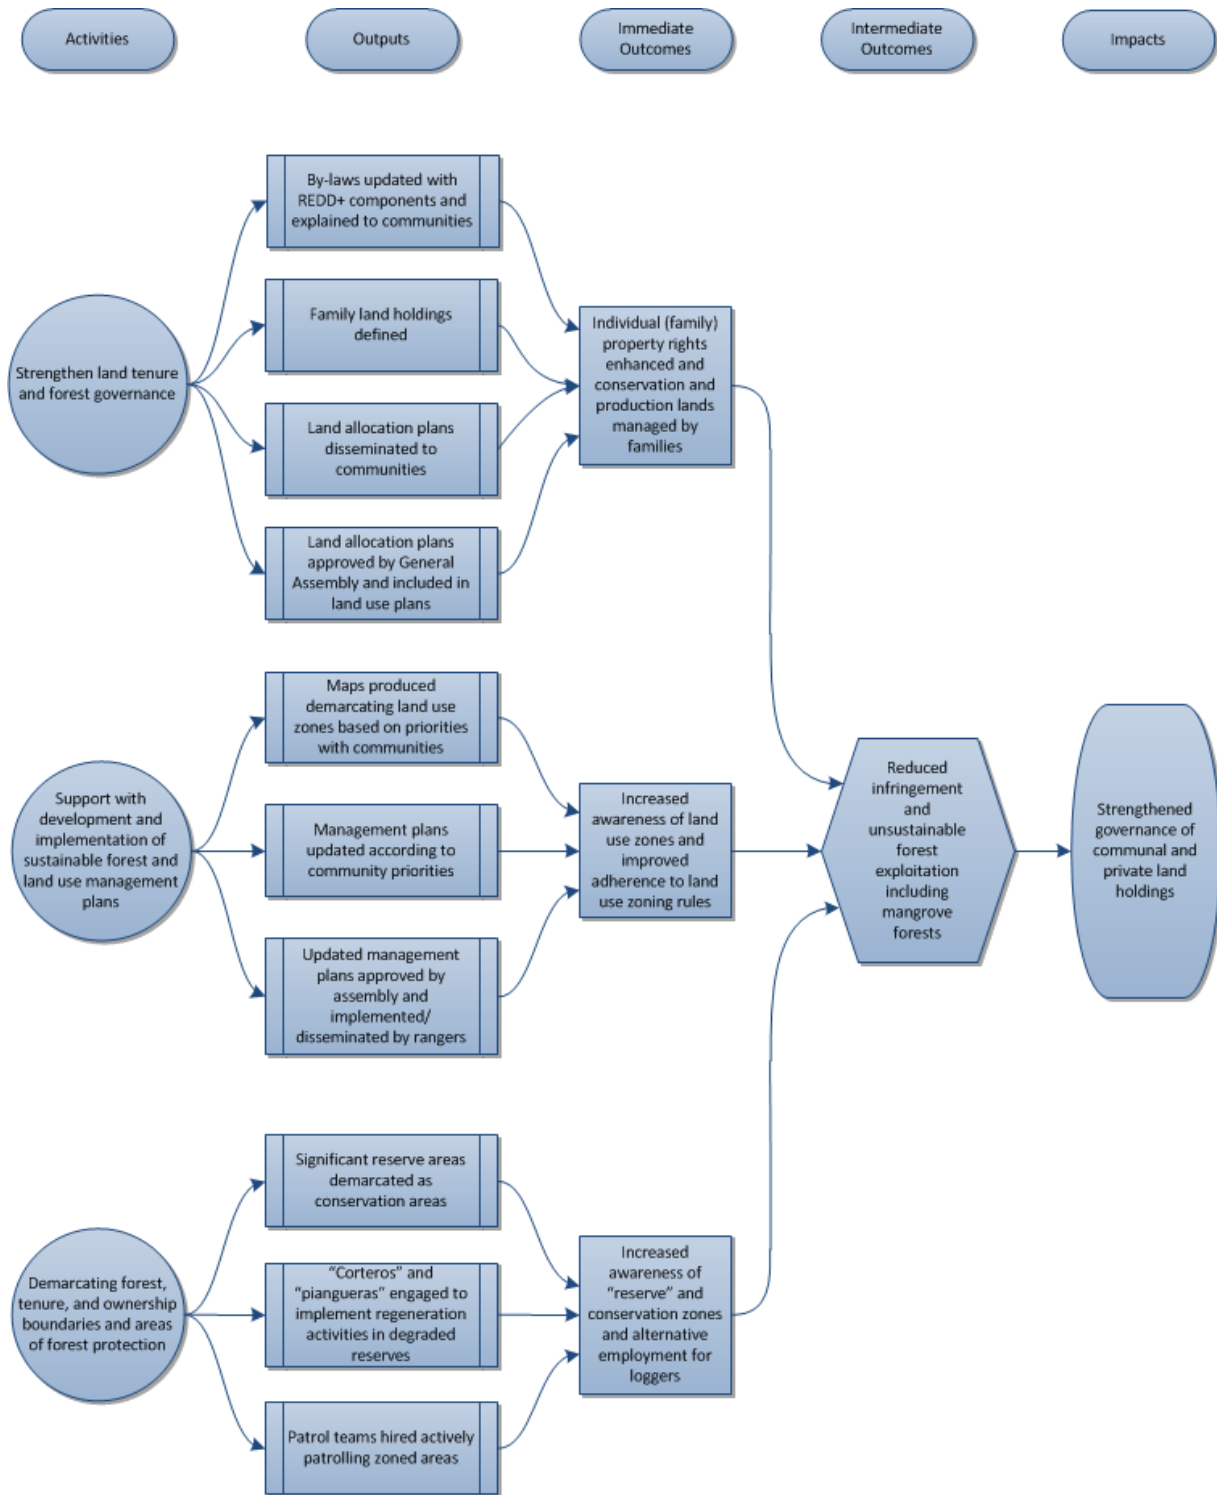 Activities
Outputs
Immediate
Outcomes
Intermediate
Outcomes
Impacts
By-laws updated with
REDD+ components and
explained to communities
Family land holdings
defined
Strengthen land tenure
and forest governance
Land allocation plans
disseminated to
communities
Land allocation plans
approved by General
Assembly and included in
land use plans
Individual (family)
property rights
enhanced and
conservation and
production lands
managed by
families
Maps produced
demarcating land use
zones based on priorities
with communities
Support with
development and
implementation of
sustainable forest and
land use management
plans
Management plans
updated according to
community priorities
Updated management
plans approved by
assembly and
implemented/
disseminated by rangers
Increased
awareness of land
use zones and
improved
adherence to land
use zoning rules
Reduced
infringement
and
unsustainable
forest
exploitation
including
mangrove
forests
Strengthened
governance of
communal and
private land
holdings
Significant reserve areas
demarcated as
conservation areas
Demarcating forest,
tenure, and ownership
boundaries and areas
of forest protection
“Corteros” and
“piangueras” engaged to
implement regeneration
activities in degraded
reserves
Patrol teams hired actively
patrolling zoned areas
Increased
awareness of
“reserve” and
conservation zones
and alternative
employment for
loggers